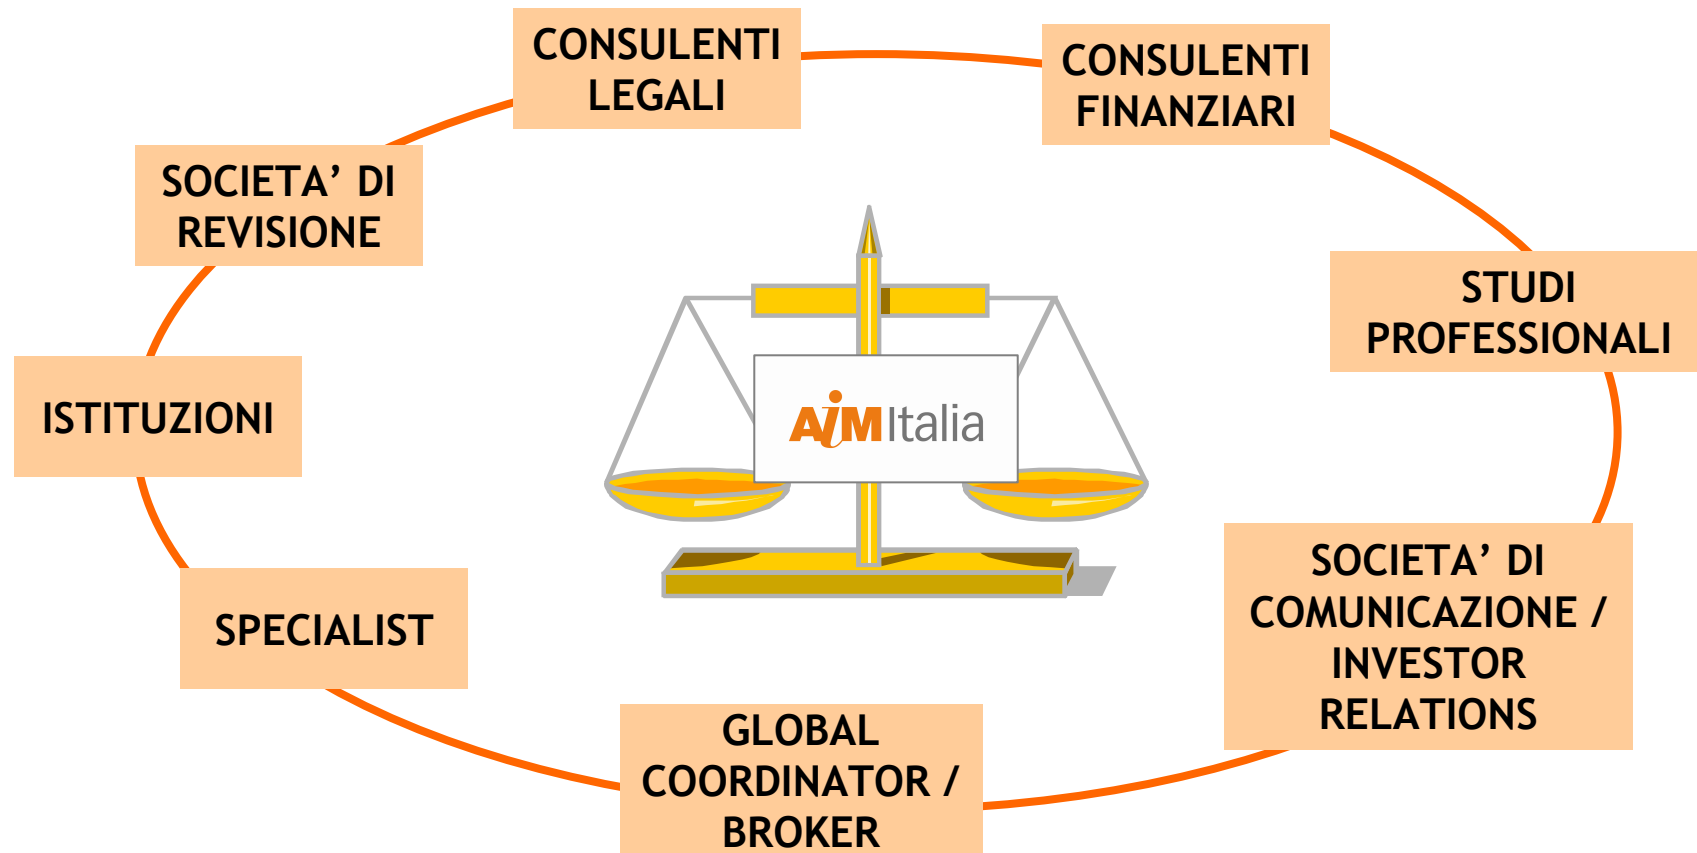 CONSULENTI
LEGALI
CONSULENTI
FINANZIARI
SOCIETA’ DI
REVISIONE
STUDI
PROFESSIONALI
ISTITUZIONI
AIM Italia
SPECIALIST
SOCIETA’ DI
COMUNICAZIONE /
INVESTOR
RELATIONS
GLOBAL
COORDINATOR /
BROKER